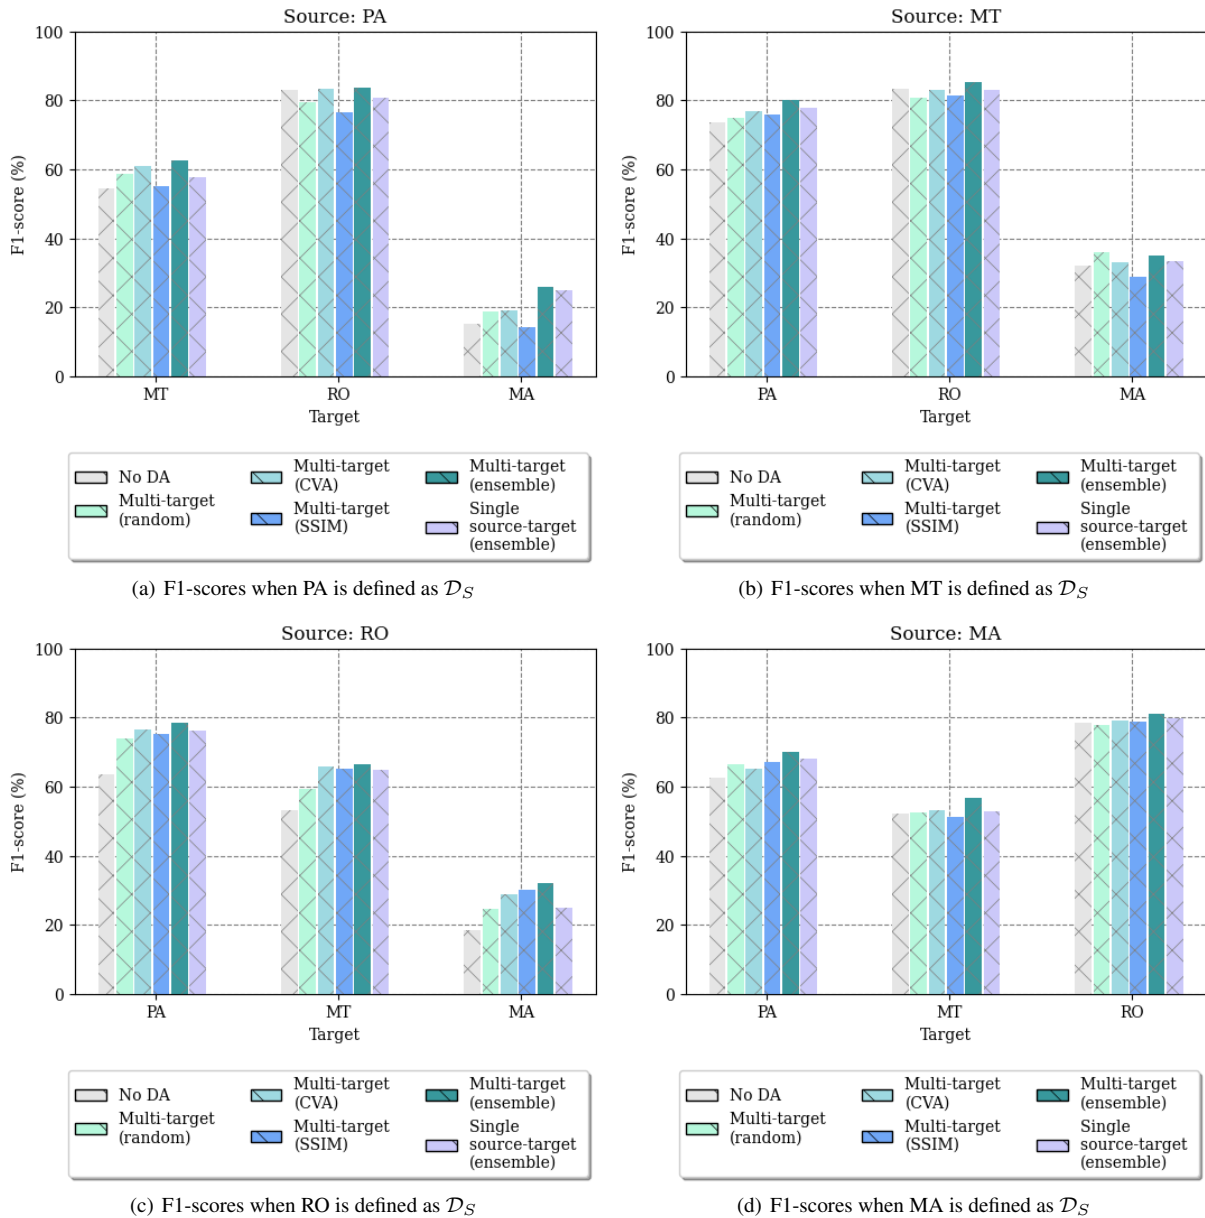 Source: PA
100
80
60
40
20
0
F1-score (%)
MT
RO
MA
Target
No DA
Multi-target
(random)
Multi-target
(CVA)
Multi-target
(SSIM)
Multi-target
(ensemble)
Single
source-target
(ensemble)
(a) F1-scores when PA is defined as 𝒟_S
Source: MT
100
80
60
40
20
0
F1-score (%)
PA
RO
MA
Target
No DA
Multi-target
(random)
Multi-target
(CVA)
Multi-target
(SSIM)
Multi-target
(ensemble)
Single
source-target
(ensemble)
(b) F1-scores when MT is defined as 𝒟_S
Source: RO
100
80
60
40
20
0
F1-score (%)
PA
MT
MA
Target
No DA
Multi-target
(random)
Multi-target
(CVA)
Multi-target
(SSIM)
Multi-target
(ensemble)
Single
source-target
(ensemble)
(c) F1-scores when RO is defined as 𝒟_S
Source: MA
100
80
60
40
20
0
F1-score (%)
PA
MT
RO
Target
No DA
Multi-target
(random)
Multi-target
(CVA)
Multi-target
(SSIM)
Multi-target
(ensemble)
Single
source-target
(ensemble)
(d) F1-scores when MA is defined as 𝒟_S